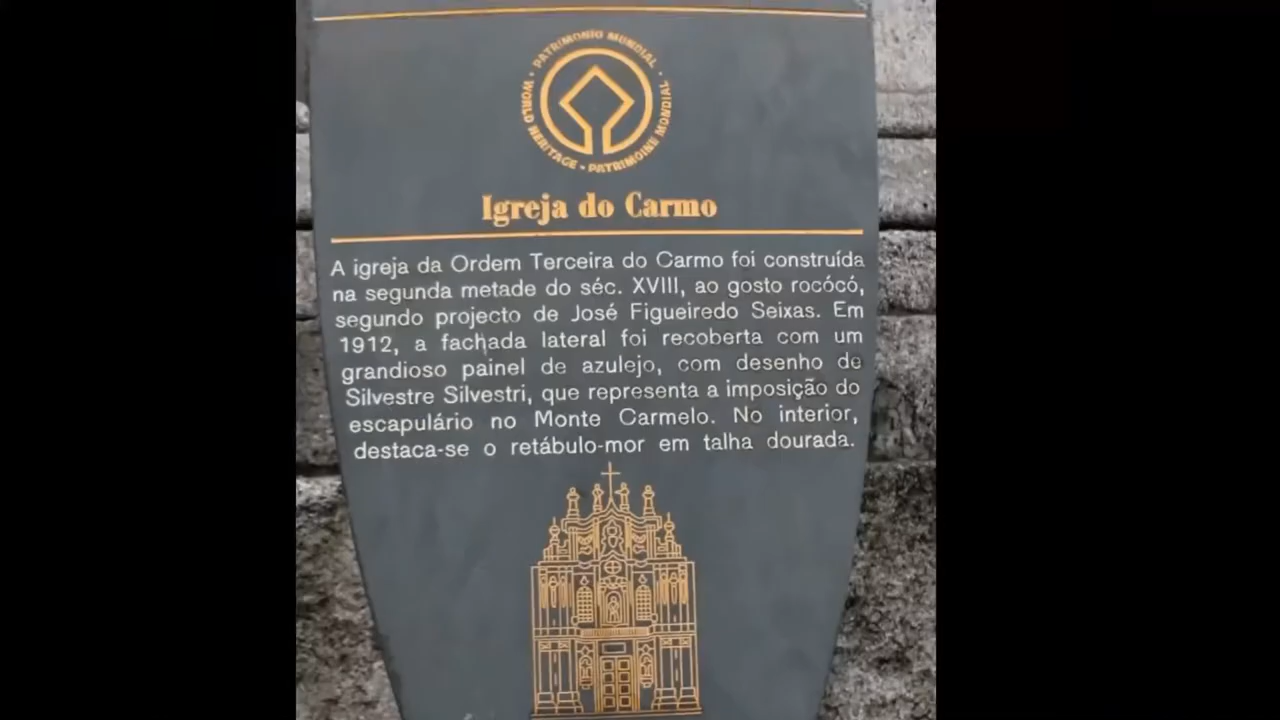 PATRIMONIO MUNDIAL • WORLD HERITAGE • PATRIMOINE MONDIAL •
Igreja do Carmo
A igreja da Ordem Terceira do Carmo foi construída
na segunda metade do séc. XVIII, ao gosto rocócó,
segundo projecto de José Figueiredo Seixas. Em
1912, a fachada lateral foi recoberta com um
grandioso painel de azulejo, com desenho de
Silvestre Silvestri, que representa a imposição do
escapulário no Monte Carmelo. No interior,
destaca-se o retábulo-mor em talha dourada.